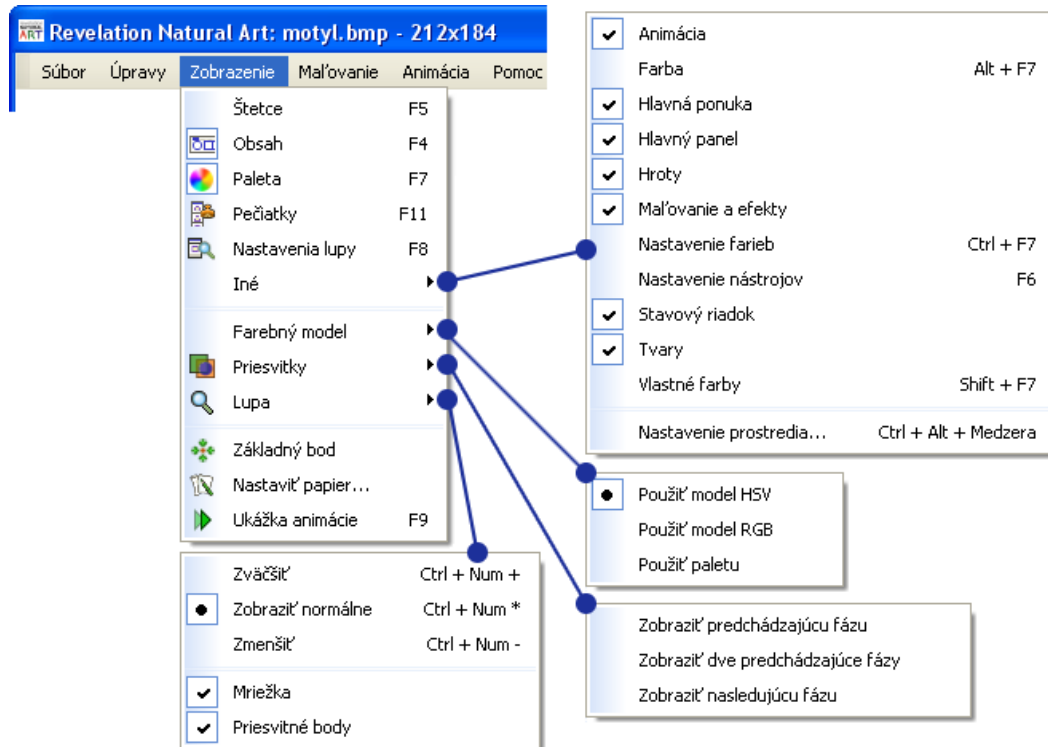 Revelation Natural Art: motyl.bmp - 212x184
Súbor Úpravy Zobrazenie Maľovanie Animácia Pomoc
Štetce F5
Obsah F4
Paleta F7
Pečiatky F11
Nastavenia lupy F8
Iné
Farebný model
Priesvitky
Lupa
Základný bod
Nastaviť papier...
Ukážka animácie F9
Zväčšiť Ctrl + Num +
Zobraziť normálne Ctrl + Num *
Zmenšiť Ctrl + Num -
Mriežka
Priesvitné body
Animácia
Farba Alt + F7
Hlavná ponuka
Hlavný panel
Hroty
Maľovanie a efekty
Nastavenie farieb Ctrl + F7
Nastavenie nástrojov F6
Stavový riadok
Tvary
Vlastné farby Shift + F7
Nastavenie prostredia... Ctrl + Alt + Medzera
Použiť model HSV
Použiť model RGB
Použiť paletu
Zobraziť predchádzajúcu fázu
Zobraziť dve predchádzajúce fázy
Zobraziť nasledujúcu fázu